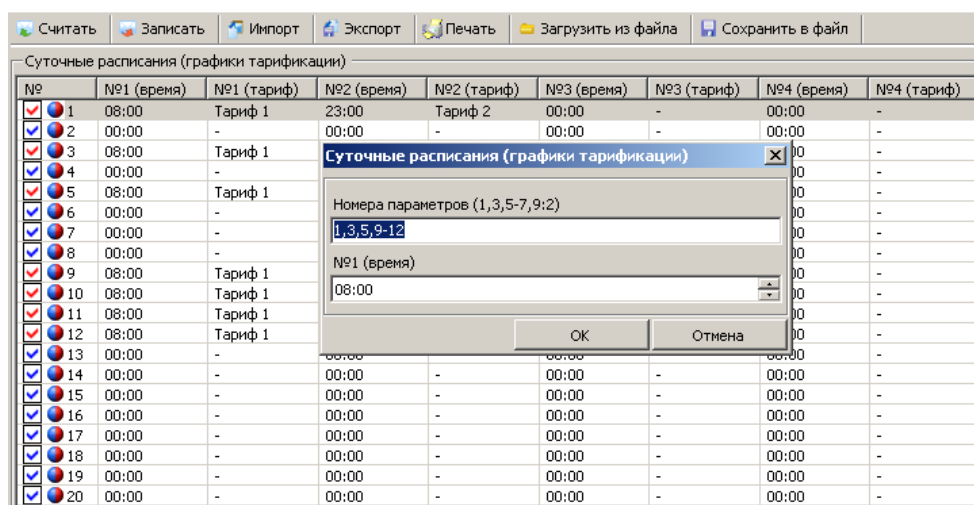 Считать Записать Импорт Экспорт Печать Загрузить из файла Сохранить в файл
Суточные расписания (графики тарификации)
№ №1 (время) №1 (тариф) №2 (время) №2 (тариф) №3 (время) №3 (тариф) №4 (время) №4 (тариф)
1 08:00 Тариф 1 23:00 Тариф 2 00:00 - 00:00 -
2 00:00 - 00:00 - 00:00 - 00:00 -
3 08:00 Тариф 1
4 00:00 -
5 08:00 Тариф 1
6 00:00 -
7 00:00 -
8 00:00 -
9 08:00 Тариф 1
10 08:00 Тариф 1
11 08:00 Тариф 1
12 08:00 Тариф 1
Суточные расписания (графики тарификации)
Номера параметров (1,3,5-7,9:2)
1,3,5,9-12
№1 (время)
08:00
OK Отмена
13 00:00 - 00:00 - 00:00 - 00:00 -
14 00:00 - 00:00 - 00:00 - 00:00 -
15 00:00 - 00:00 - 00:00 - 00:00 -
16 00:00 - 00:00 - 00:00 - 00:00 -
17 00:00 - 00:00 - 00:00 - 00:00 -
18 00:00 - 00:00 - 00:00 - 00:00 -
19 00:00 - 00:00 - 00:00 - 00:00 -
20 00:00 - 00:00 - 00:00 - 00:00 -